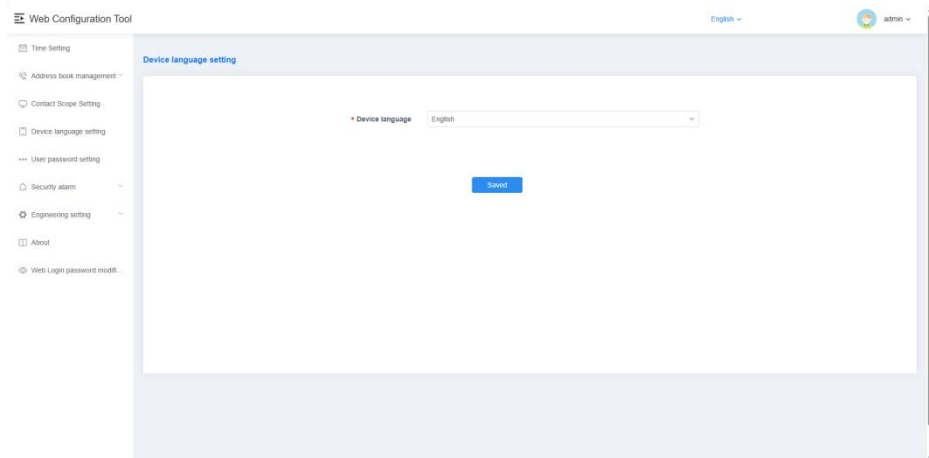 Web Configuration Tool
English
admin
Time Setting
Address book management
Contact Scope Setting
Device language setting
User password setting
Security alarm
Engineering setting
About
Web Login password modifi...
Device language setting
* Device language
English
Saved